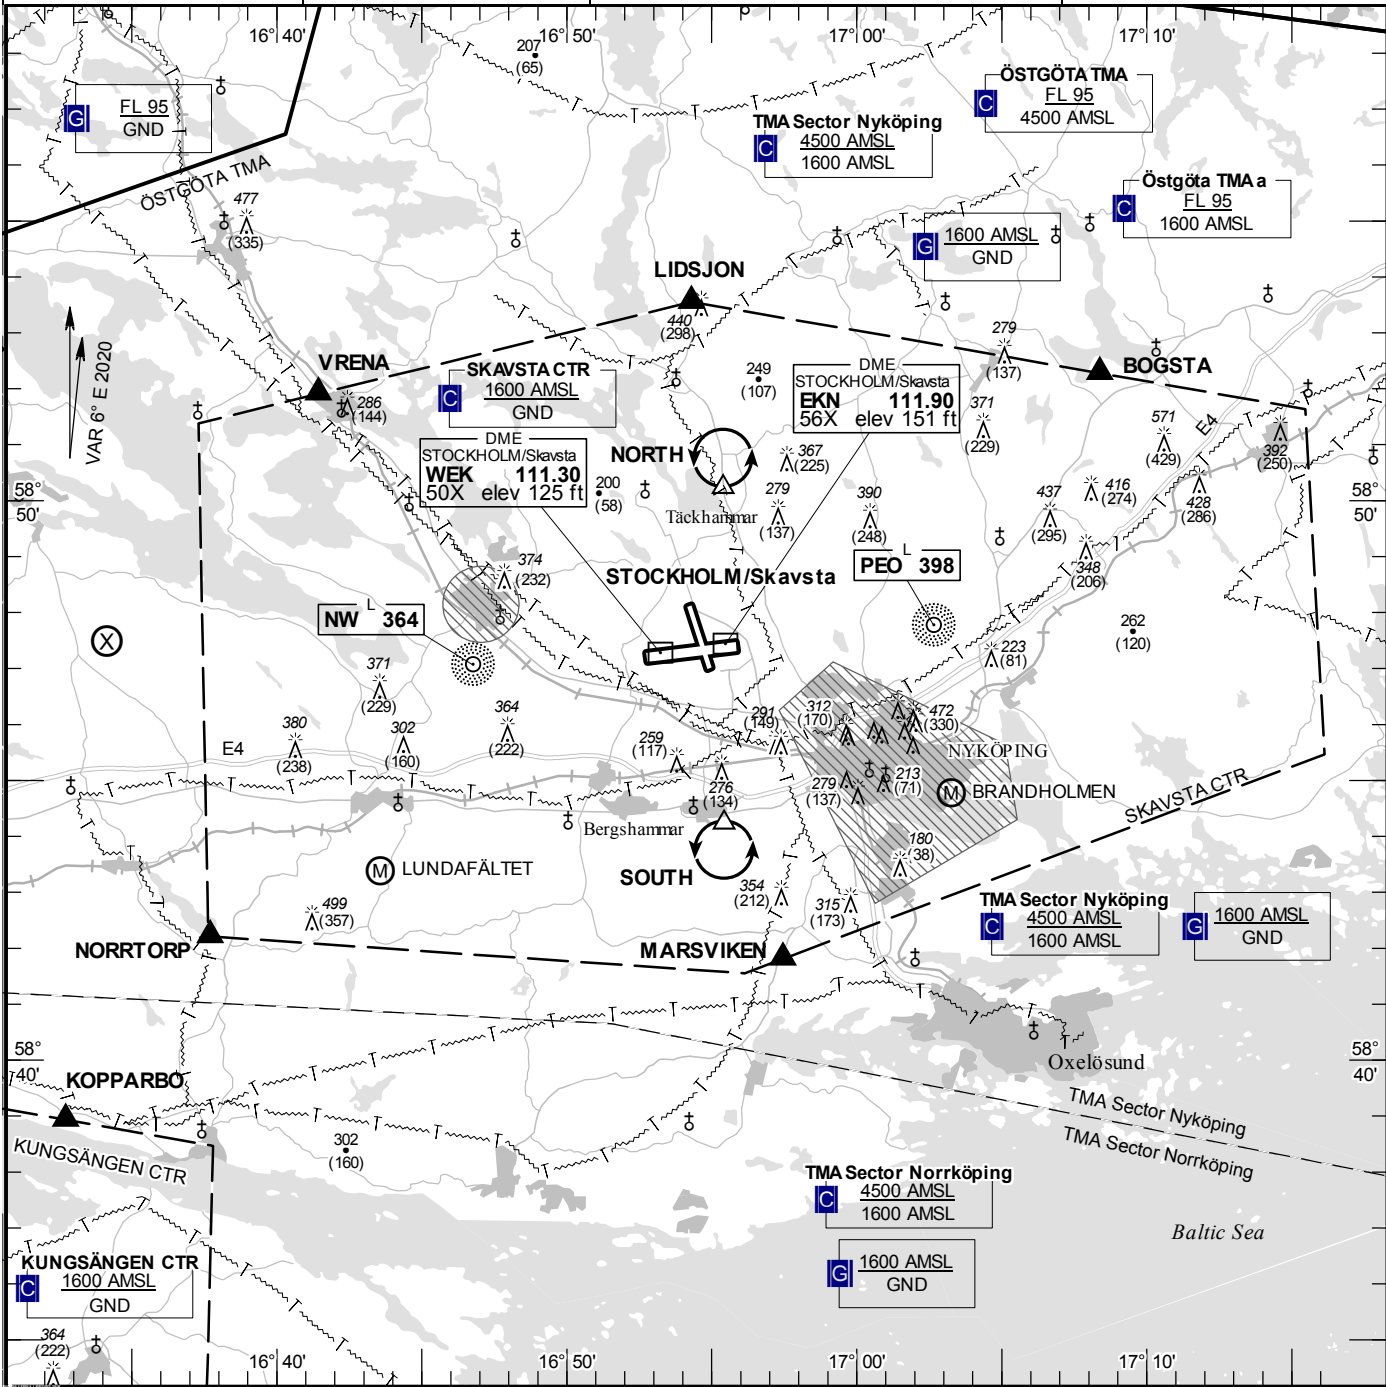 16°40'
16°50'
17°00'
17°10'
207
(65)
FL 95
G
GND
ÖSTGÖTA TMA
C
FL 95
4500 AMSL
TMA Sector Nyköping
C
4500 AMSL
1600 AMSL
ÖSTGÖTA TMA
Östgöta TMA a
C
FL 95
1600 AMSL
477
(335)
G
1600 AMSL
GND
LIDSJON
440
(298)
VAR 6° E 2020
VRENA
286
(144)
SKAVSTA CTR
C
1600 AMSL
GND
249
(107)
DME
STOCKHOLM/Skavsta
EKN 111.90
56X elev 151 ft
279
(137)
BOGSTA
371
(229)
571
(429)
E4
392
(250)
DME
STOCKHOLM/Skavsta
WEK 111.30
50X elev 125 ft
NORTH
367
(225)
200
(58)
Täckhammar
279
(137)
390
(248)
437
(295)
416
(274)
428
(286)
58°
50'
58°
50'
374
(232)
STOCKHOLM/Skavsta
L
PEO 398
348
(206)
L
NW 364
262
(120)
X
223
(81)
371
(229)
364
(222)
380
(238)
E4
302
(160)
259
(117)
291
(149)
312
(170)
472
(330)
NYKÖPING
276
(134)
279
(137)
213
(71)
M
BRANDHOLMEN
SKAVSTA CTR
Bergshammar
180
(38)
M
LUNDAFÄLTET
SOUTH
354
(212)
315
(173)
499
(357)
NORRTORP
MARSVIKEN
TMA Sector Nyköping
C
4500 AMSL
1600 AMSL
G
1600 AMSL
GND
58°
40'
58°
40'
Oxelösund
KOPPARBO
TMA Sector Nyköping
TMA Sector Norrköping
KUNGSÄNGEN CTR
302
(160)
TMA Sector Norrköping
C
4500 AMSL
1600 AMSL
Baltic Sea
G
1600 AMSL
GND
KUNGSÄNGEN CTR
C
1600 AMSL
GND
364
(222)
16°40'
16°50'
17°00'
17°10'